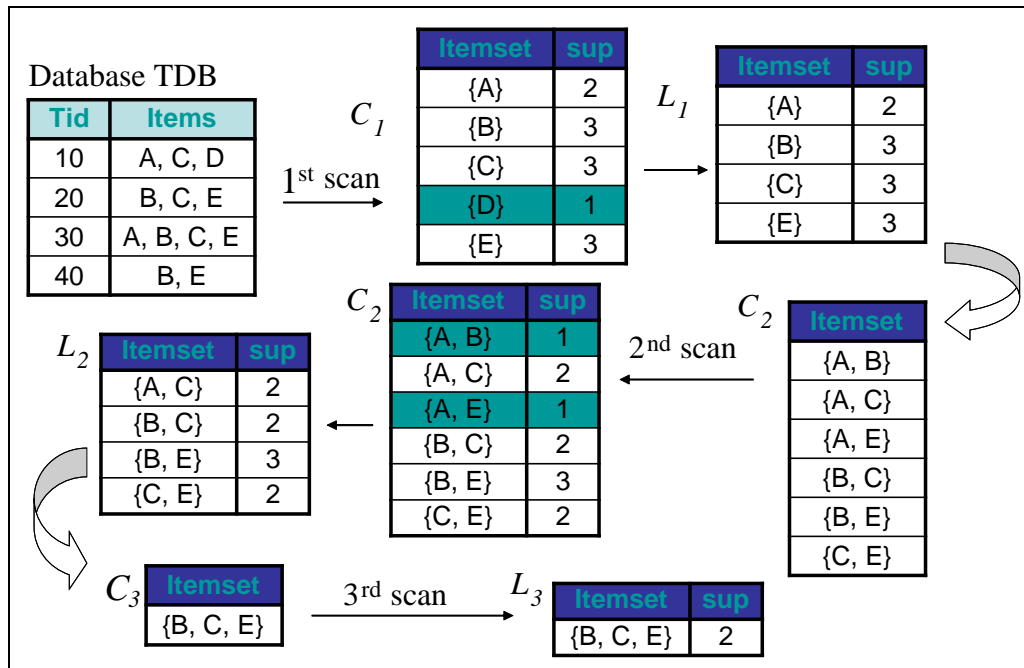 Database TDB
Tid Items
10 A, C, D
20 B, C, E
30 A, B, C, E
40 B, E
1st scan
C1
Itemset sup
{A} 2
{B} 3
{C} 3
{D} 1
{E} 3
L1
Itemset sup
{A} 2
{B} 3
{C} 3
{E} 3
C2
Itemset
{A, B}
{A, C}
{A, E}
{B, C}
{B, E}
{C, E}
2nd scan
C2
Itemset sup
{A, B} 1
{A, C} 2
{A, E} 1
{B, C} 2
{B, E} 3
{C, E} 2
L2
Itemset sup
{A, C} 2
{B, C} 2
{B, E} 3
{C, E} 2
C3
Itemset
{B, C, E}
3rd scan
L3
Itemset sup
{B, C, E} 2